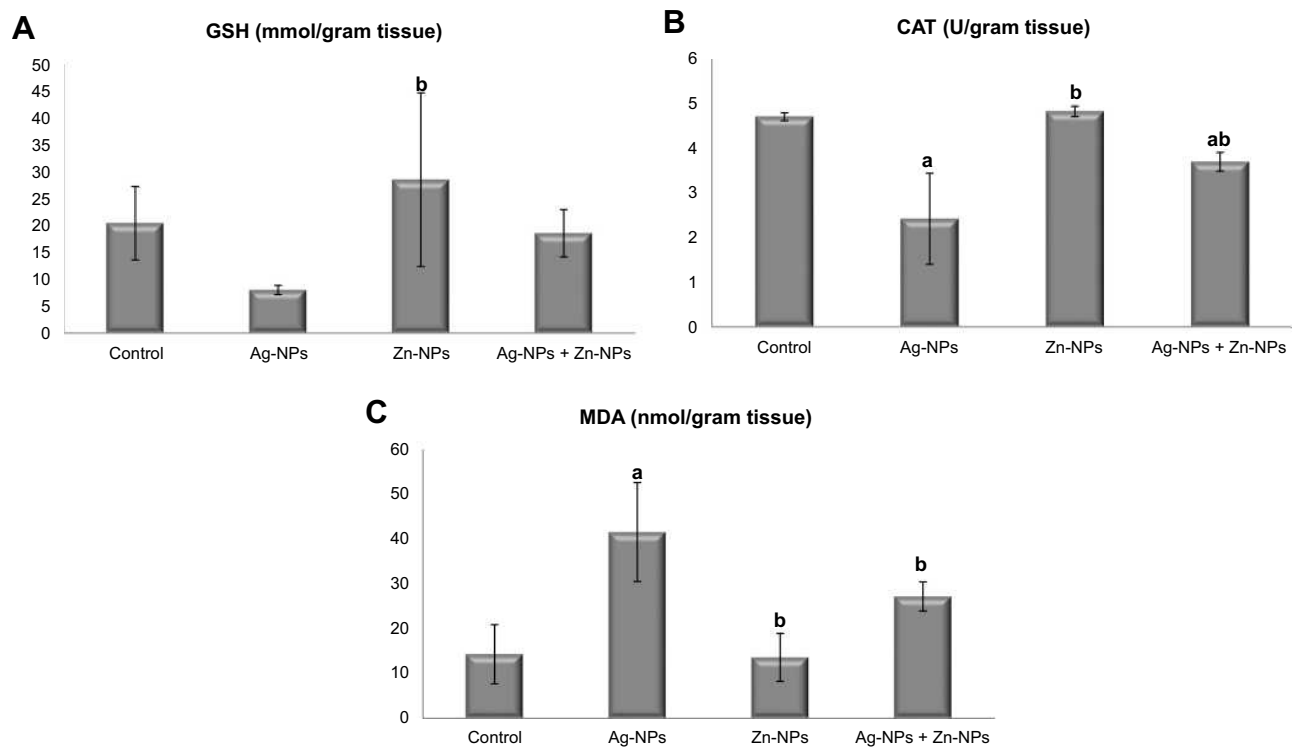 A
GSH (mmol/gram tissue)
50
45
40
35
30
25
20
15
10
5
0
b
Control
Ag-NPs
Zn-NPs
Ag-NPs + Zn-NPs
B
CAT (U/gram tissue)
6
5
4
3
2
1
0
a
b
ab
Control
Ag-NPs
Zn-NPs
Ag-NPs + Zn-NPs
C
MDA (nmol/gram tissue)
60
50
40
30
20
10
0
a
b
b
Control
Ag-NPs
Zn-NPs
Ag-NPs + Zn-NPs